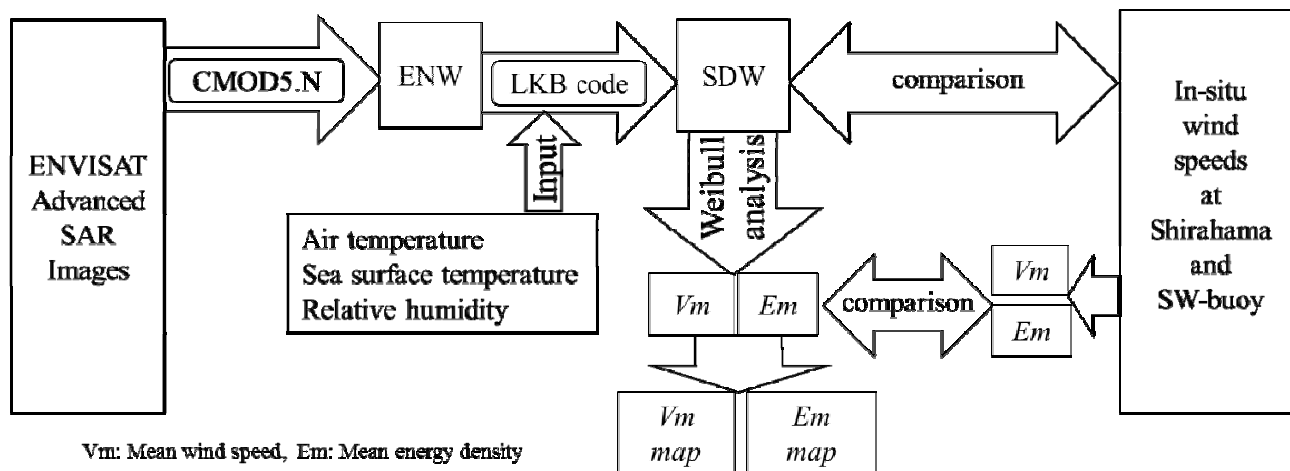 ENVISAT
Advanced
SAR
Images
CMOD5.N
ENW
LKB code
SDW
comparison
In-situ
wind
speeds
at
Shirahama
and
SW-buoy
Input
Air temperature
Sea surface temperature
Relative humidity
Weibull
analysis
Vm
Em
comparison
Vm
Em
Vm
map
Em
map
Vm: Mean wind speed, Em: Mean energy density